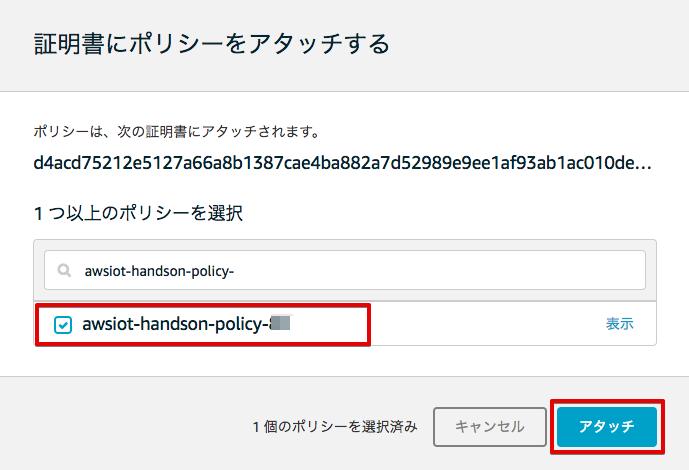 証明書にポリシーをアタッチする
ポリシーは、次の証明書にアタッチされます。
d4acd75212e5127a66a8b1387cae4ba882a7d52989e9ee1af93ab1ac010de...
1 つ以上のポリシーを選択
awsiot-handson-policy-
awsiot-handson-policy-
表示
1 個のポリシーを選択済み
キャンセル
アタッチ